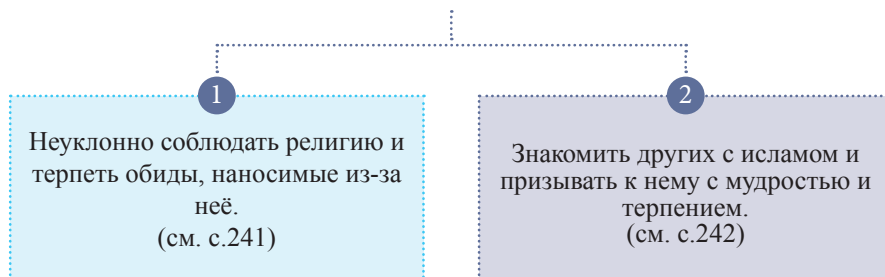 1
Неуклонно соблюдать религию и
терпеть обиды, наносимые из-за
неё.
(см. с.241)
2
Знакомить других с исламом и
призывать к нему с мудростью и
терпением.
(см. с.242)